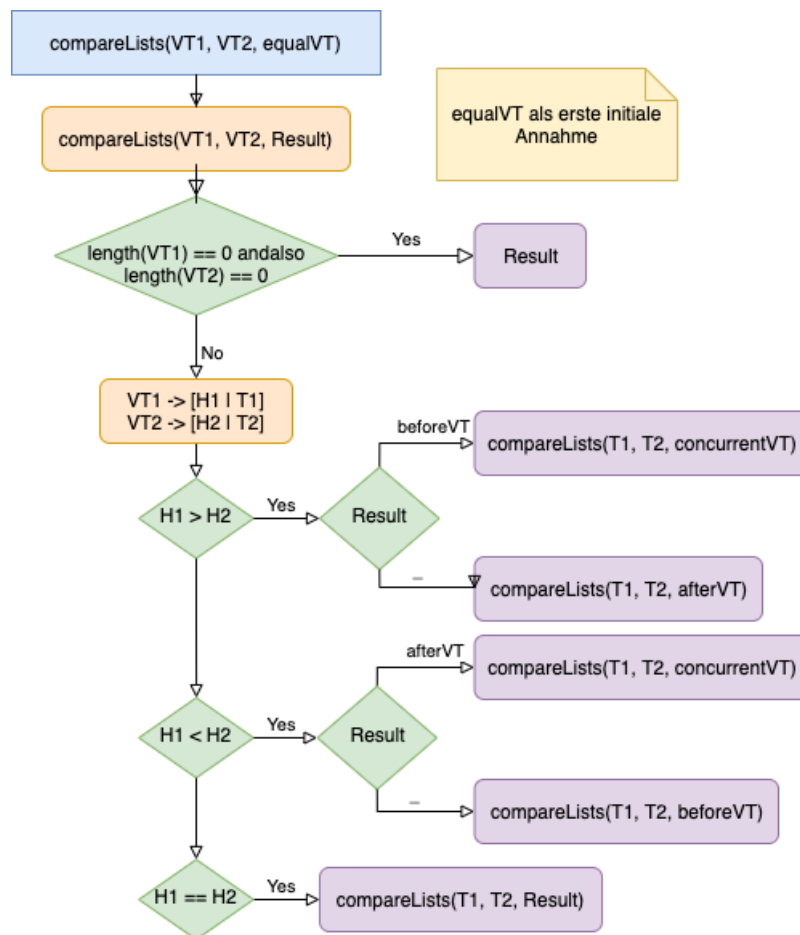 compareLists(VT1, VT2, equalVT)
equalVT als erste initiale
Annahme
compareLists(VT1, VT2, Result)
length(VT1) == 0 andalso
length(VT2) == 0
Yes
Result
No
VT1 -> [H1 | T1]
VT2 -> [H2 | T2]
beforeVT
compareLists(T1, T2, concurrentVT)
H1 > H2
Yes
Result
_
compareLists(T1, T2, afterVT)
afterVT
compareLists(T1, T2, concurrentVT)
H1 < H2
Yes
Result
_
compareLists(T1, T2, beforeVT)
H1 == H2
Yes
compareLists(T1, T2, Result)